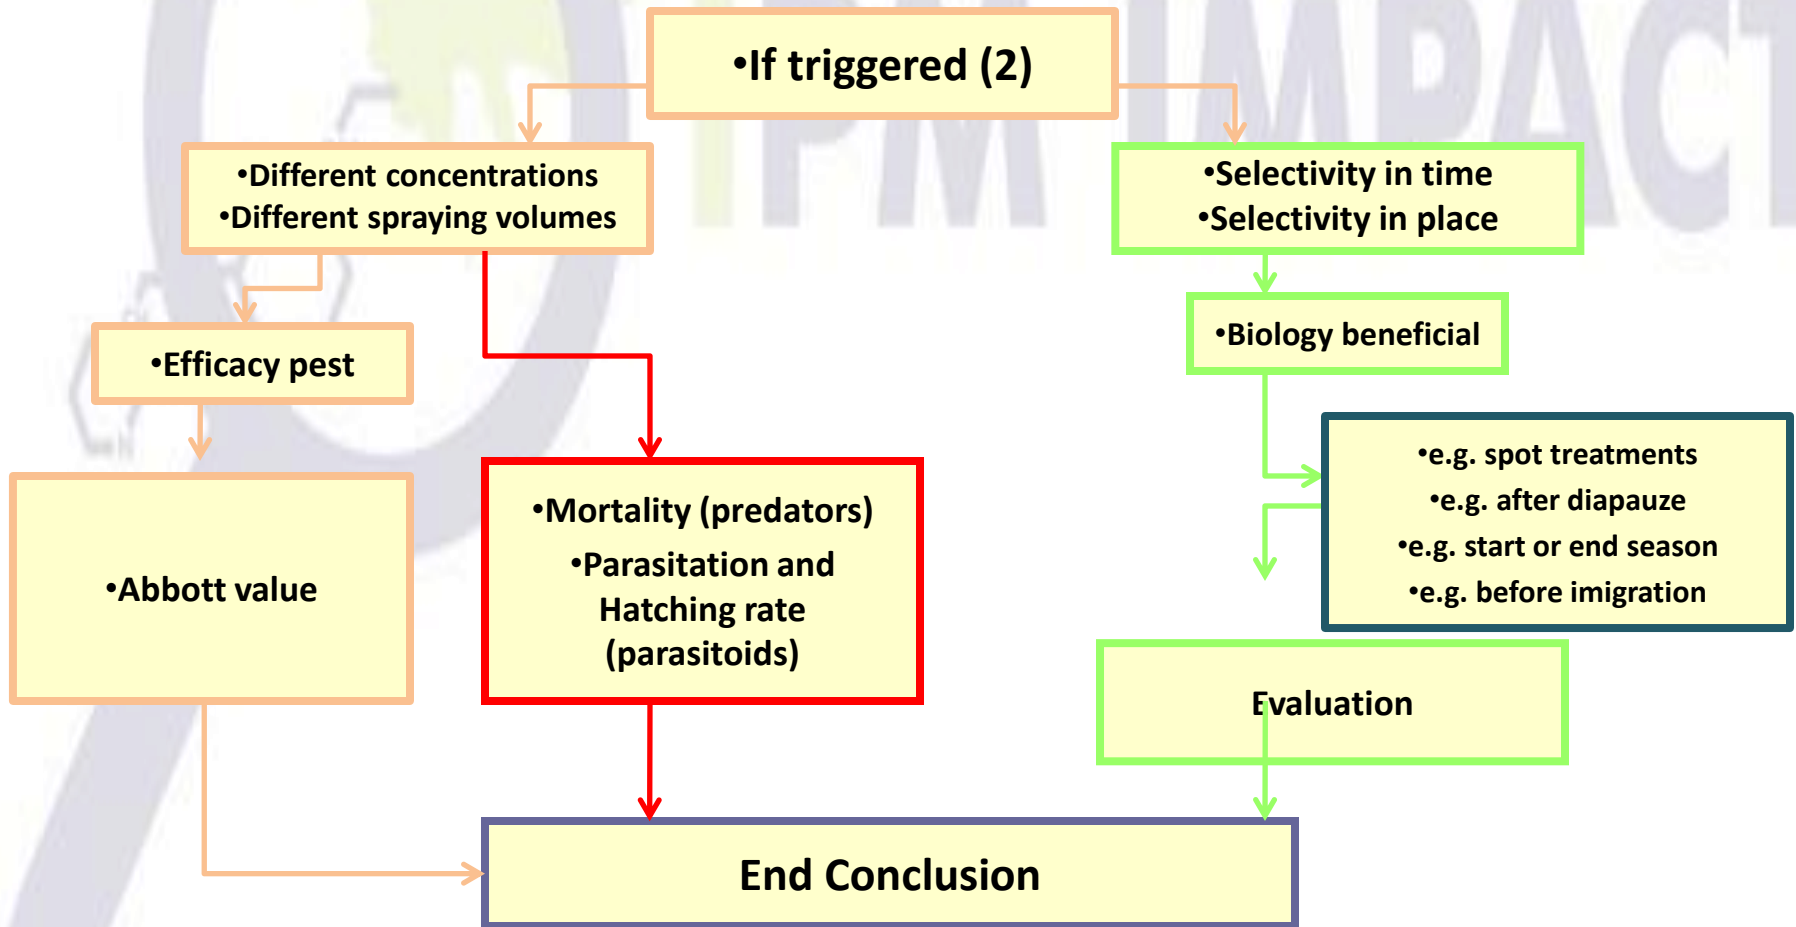 IPM IMPACT
•If triggered (2)
•Different concentrations
•Different spraying volumes
•Selectivity in time
•Selectivity in place
•Efficacy pest
•Biology beneficial
•Abbott value
•Mortality (predators)
•Parasitation and
Hatching rate
(parasitoids)
•e.g. spot treatments
•e.g. after diapauze
•e.g. start or end season
•e.g. before imigration
Evaluation
End Conclusion